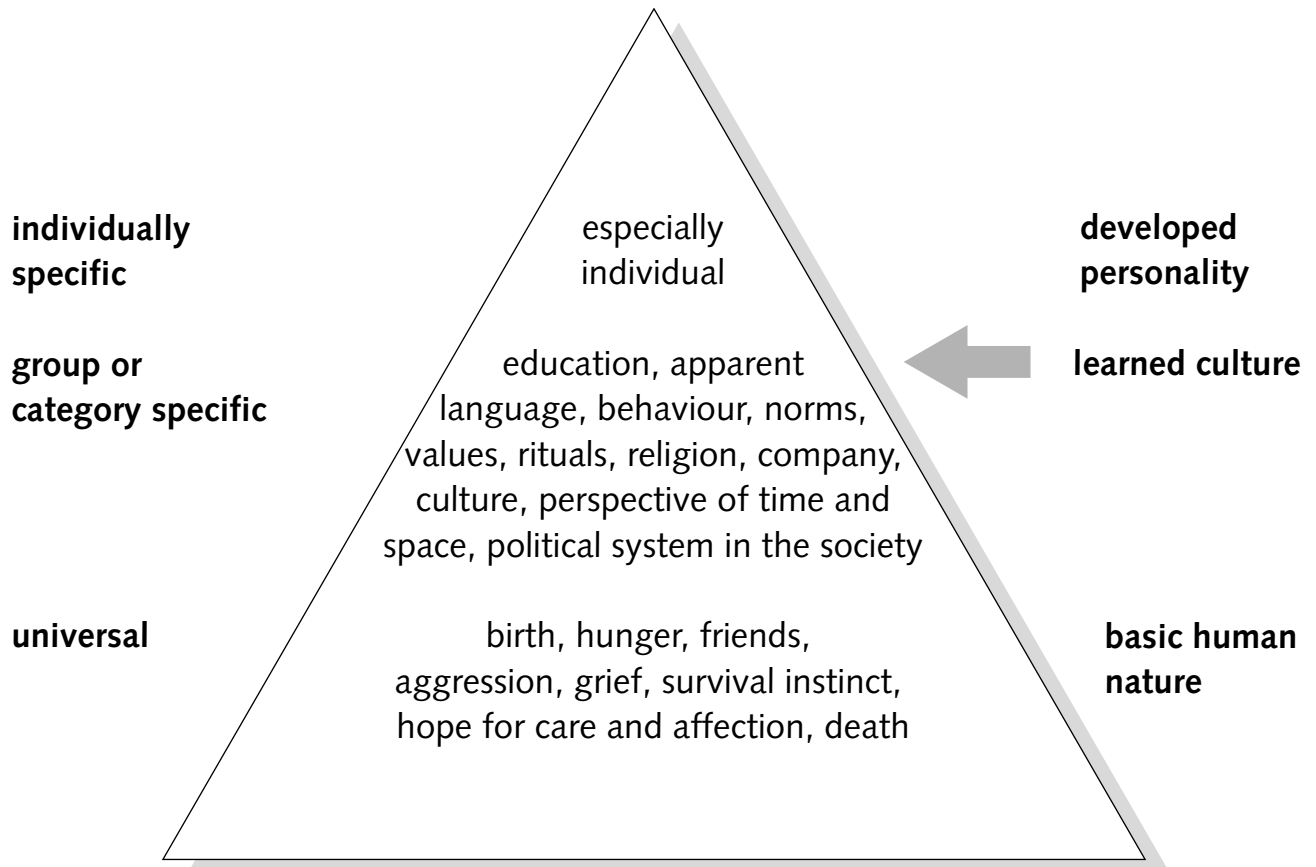 individually
specific
especially
individual
developed
personality
group or
category specific
education, apparent
language, behaviour, norms,
values, rituals, religion, company,
culture, perspective of time and
space, political system in the society
learned culture
universal
birth, hunger, friends,
aggression, grief, survival instinct,
hope for care and affection, death
basic human
nature